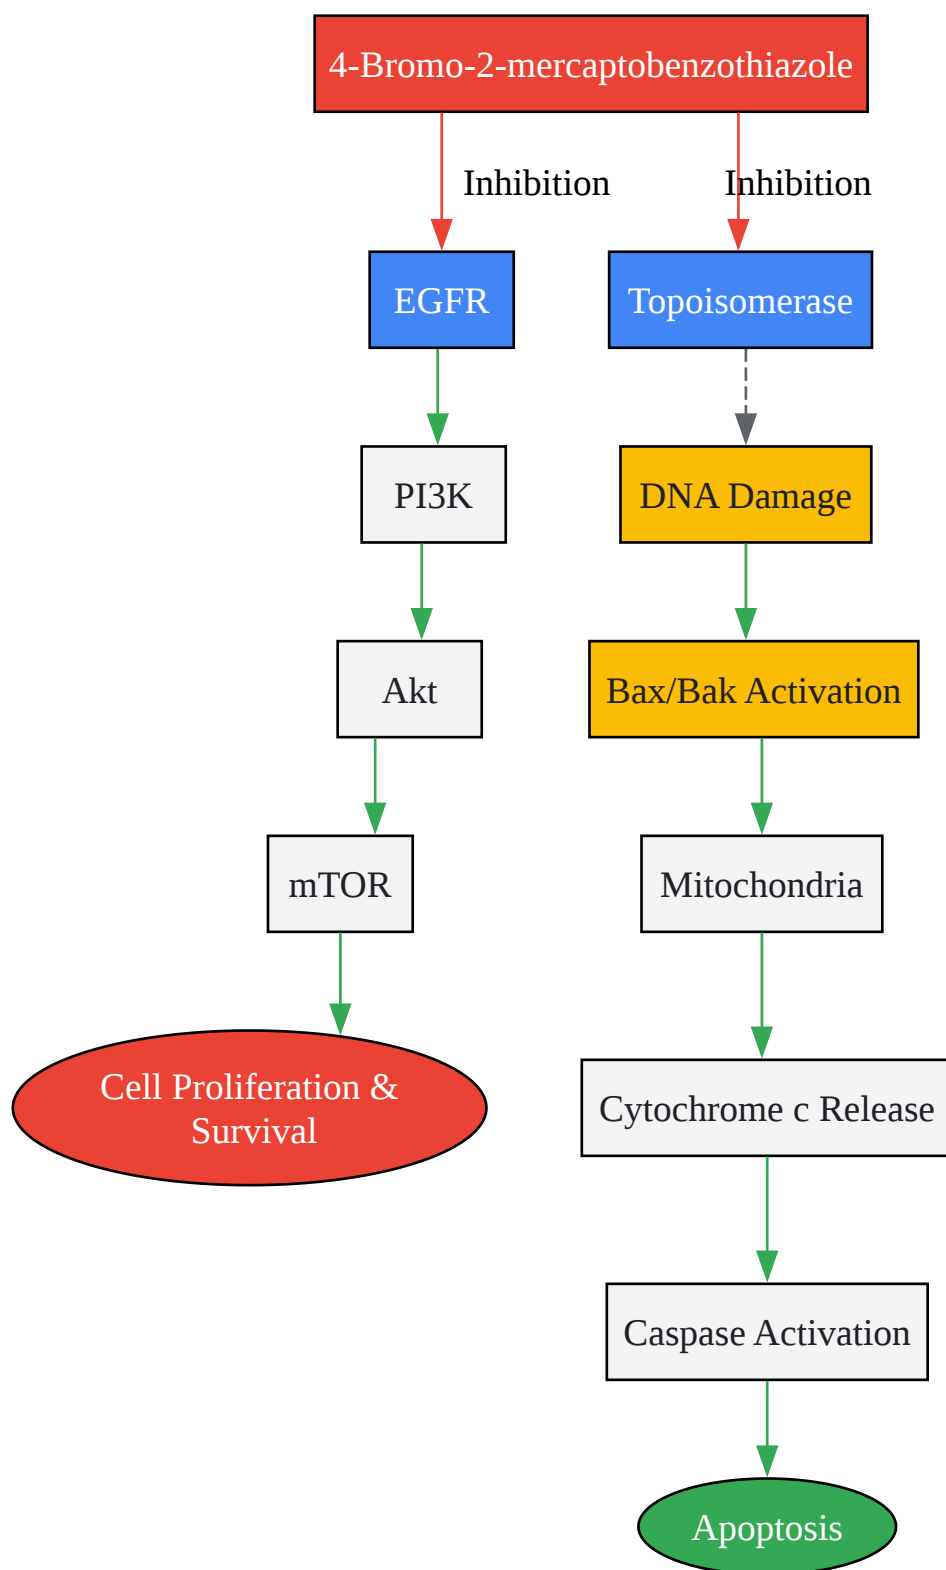 4-Bromo-2-mercaptobenzothiazole
Inhibition
Inhibition
EGFR
Topoisomerase
PI3K
DNA Damage
Akt
Bax/Bak Activation
mTOR
Mitochondria
Cell Proliferation &
Survival
Cytochrome c Release
Caspase Activation
Apoptosis